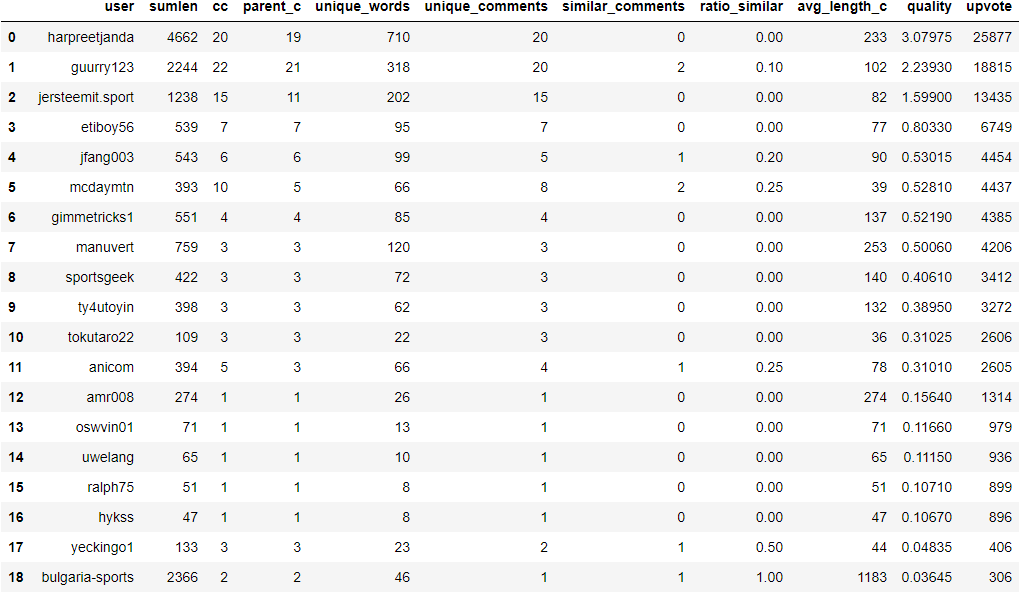 user sumlen cc parent_c unique_words unique_comments similar_comments ratio_similar avg_length_c quality upvote
0 harpreetjanda 4662 20 19 710 20 0 0.00 233 3.07975 25877
1 guurry123 2244 22 21 318 20 2 0.10 102 2.23930 18815
2 jersteemit.sport 1238 15 11 202 15 0 0.00 82 1.59900 13435
3 etiboy56 539 7 7 95 7 0 0.00 77 0.80330 6749
4 jfang003 543 6 6 99 5 1 0.20 90 0.53015 4454
5 mcdaymtn 393 10 5 66 8 2 0.25 39 0.52810 4437
6 gimmetricks1 551 4 4 85 4 0 0.00 137 0.52190 4385
7 manuvert 759 3 3 120 3 0 0.00 253 0.50060 4206
8 sportsgeek 422 3 3 72 3 0 0.00 140 0.40610 3412
9 ty4utoyin 398 3 3 62 3 0 0.00 132 0.38950 3272
10 tokutaro22 109 3 3 22 3 0 0.00 36 0.31025 2606
11 anicom 394 5 3 66 4 1 0.25 78 0.31010 2605
12 amr008 274 1 1 26 1 0 0.00 274 0.15640 1314
13 oswvin01 71 1 1 13 1 0 0.00 71 0.11660 979
14 uwelang 65 1 1 10 1 0 0.00 65 0.11150 936
15 ralph75 51 1 1 8 1 0 0.00 51 0.10710 899
16 hykss 47 1 1 8 1 0 0.00 47 0.10670 896
17 yeckingo1 133 3 3 23 2 1 0.50 44 0.04835 406
18 bulgaria-sports 2366 2 2 46 1 1 1.00 1183 0.03645 306